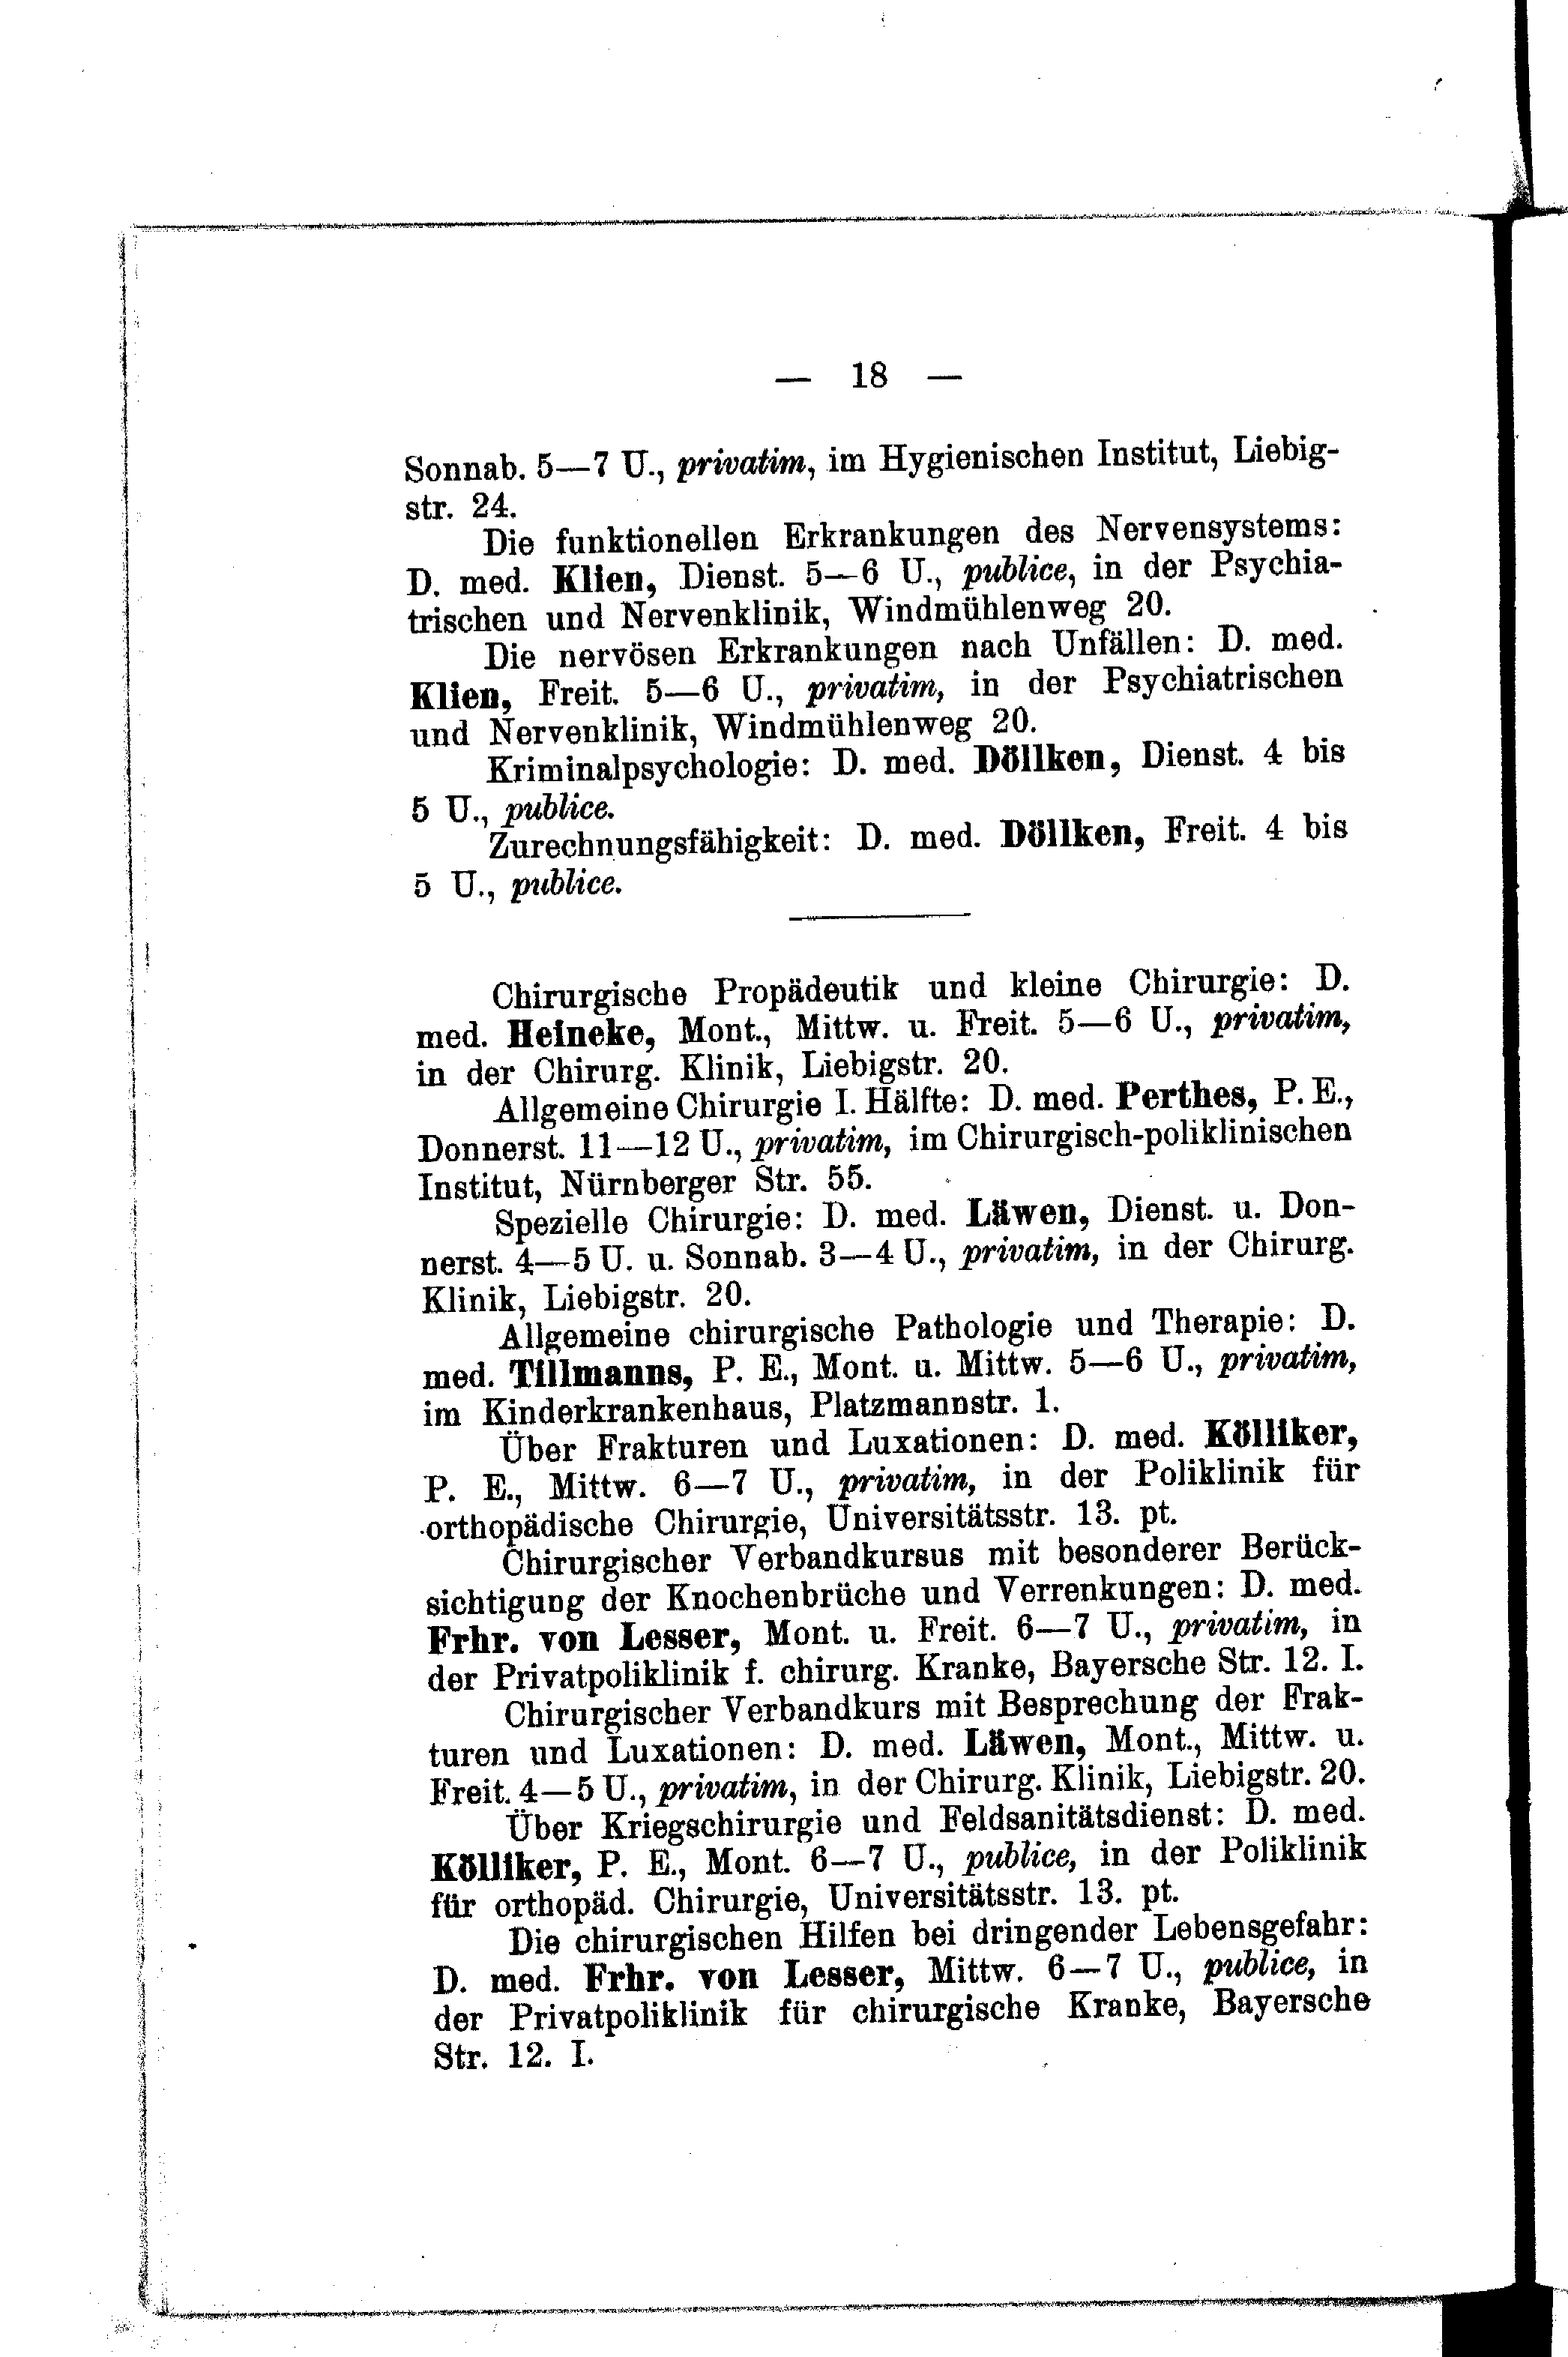 — 18 —
Sonnab. 5—7 U., privatim, im Hygienischen Institut, Liebig-
str. 24.
Die funktionellen Erkrankungen des Nervensystems:
D. med. Klien, Dienst. 5—6 U., publice, in der Psychia-
trischen und Nervenklinik, Windmühlenweg 20.
Die nervösen Erkrankungen nach Unfällen: D. med.
Klien, Freit. 5—6 U., privatim, in der Psychiatrischen
und Nervenklinik, Windmühlenweg 20.
Kriminalpsychologie: D. med. Döllken, Dienst. 4 bis
5 U., publice.
Zurechnungsfähigkeit: D. med. Döllken, Freit. 4 bis
5 U., publice.
Chirurgische Propädeutik und kleine Chirurgie: D.
med. Heineke, Mont., Mittw. u. Freit. 5—6 U., privatim,
in der Chirurg. Klinik, Liebigstr. 20.
Allgemeine Chirurgie I. Hälfte: D. med. Perthes, P. E.,
Donnerst. 11—12 U., privatim, im Chirurgisch-poliklinischen
Institut, Nürnberger Str. 55.
Spezielle Chirurgie: D. med. Läwen, Dienst. u. Don-
nerst. 4—5 U. u. Sonnab. 3—4 U., privatim, in der Chirurg.
Klinik, Liebigstr. 20.
Allgemeine chirurgische Pathologie und Therapie: D.
med. Tillmanns, P. E., Mont. u. Mittw. 5—6 U., privatim,
im Kinderkrankenhaus, Platzmannstr. 1.
Über Frakturen und Luxationen: D. med. Kölliker,
P. E., Mittw. 6—7 U., privatim, in der Poliklinik für
orthopädische Chirurgie, Universitätsstr. 13. pt.
Chirurgischer Verbandkursus mit besonderer Berück-
sichtigung der Knochenbrüche und Verrenkungen: D. med.
Frhr. von Lesser, Mont. u. Freit. 6—7 U., privatim, in
der Privatpoliklinik f. chirurg. Kranke, Bayersche Str. 12. I.
Chirurgischer Verbandkurs mit Besprechung der Frak-
turen und Luxationen: D. med. Läwen, Mont., Mittw. u.
Freit. 4—5 U., privatim, in der Chirurg. Klinik, Liebigstr. 20.
Über Kriegschirurgie und Feldsanitätsdienst: D. med.
Kölliker, P. E., Mont. 6—7 U., publice, in der Poliklinik
für orthopäd. Chirurgie, Universitätsstr. 13. pt.
Die chirurgischen Hilfen bei dringender Lebensgefahr:
D. med. Frhr. von Lesser, Mittw. 6—7 U., publice, in
der Privatpoliklinik für chirurgische Kranke, Bayersche
Str. 12. I.